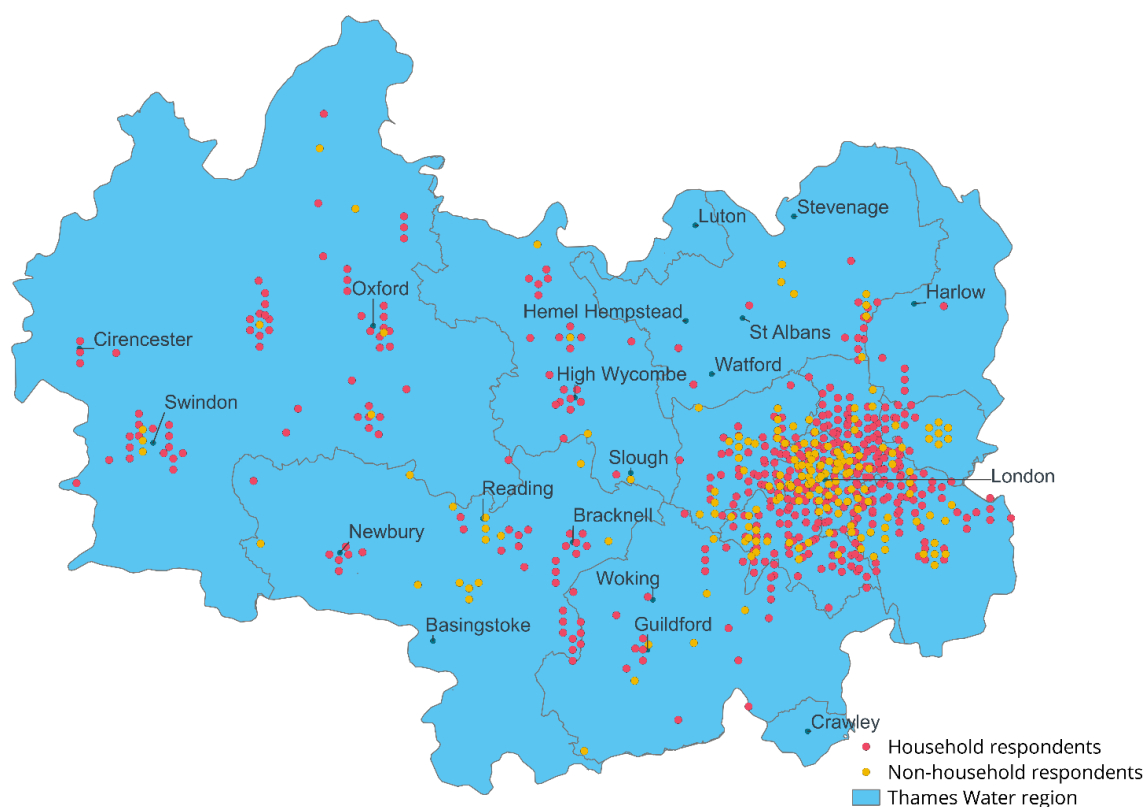 Luton
Stevenage
Oxford
Hemel Hempstead
Harlow
St Albans
Cirencester
Watford
High Wycombe
Swindon
Slough
London
Reading
Newbury
Bracknell
Woking
Basingstoke
Guildford
Crawley
Household respondents
Non-household respondents
Thames Water region